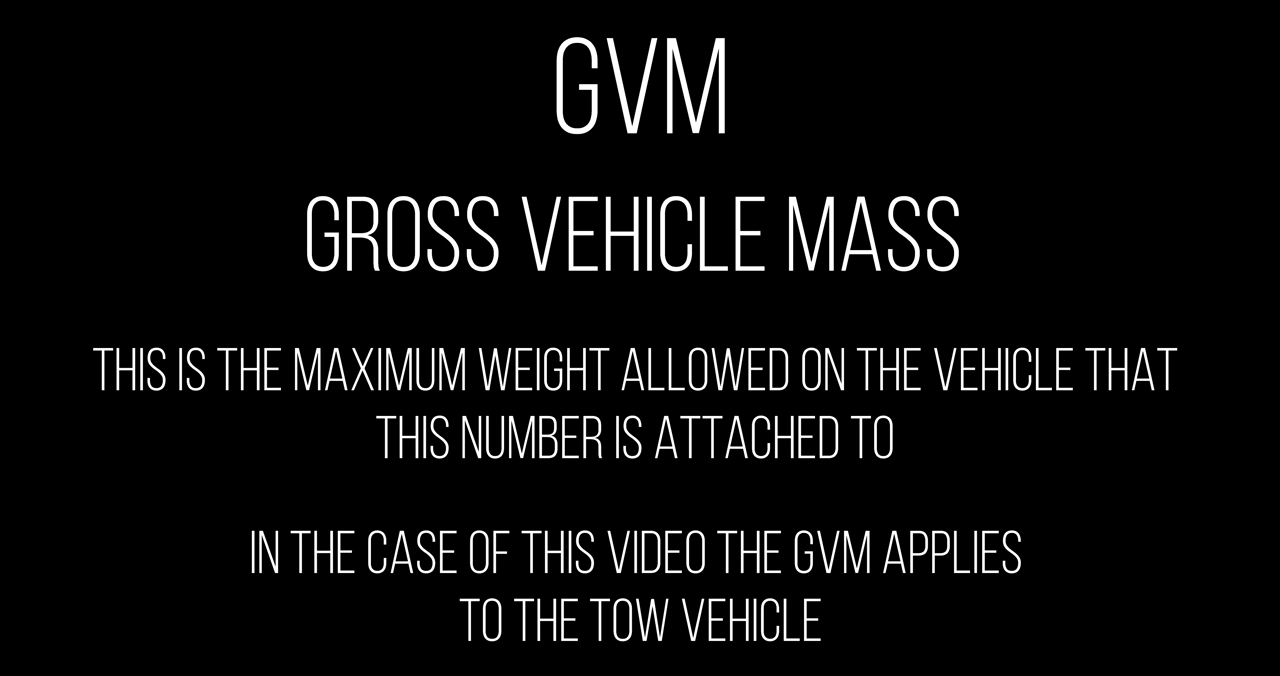 GVM
GROSS VEHICLE MASS
THIS IS THE MAXIMUM WEIGHT ALLOWED ON THE VEHICLE THAT
THIS NUMBER IS ATTACHED TO
IN THE CASE OF THIS VIDEO THE GVM APPLIES
TO THE TOW VEHICLE